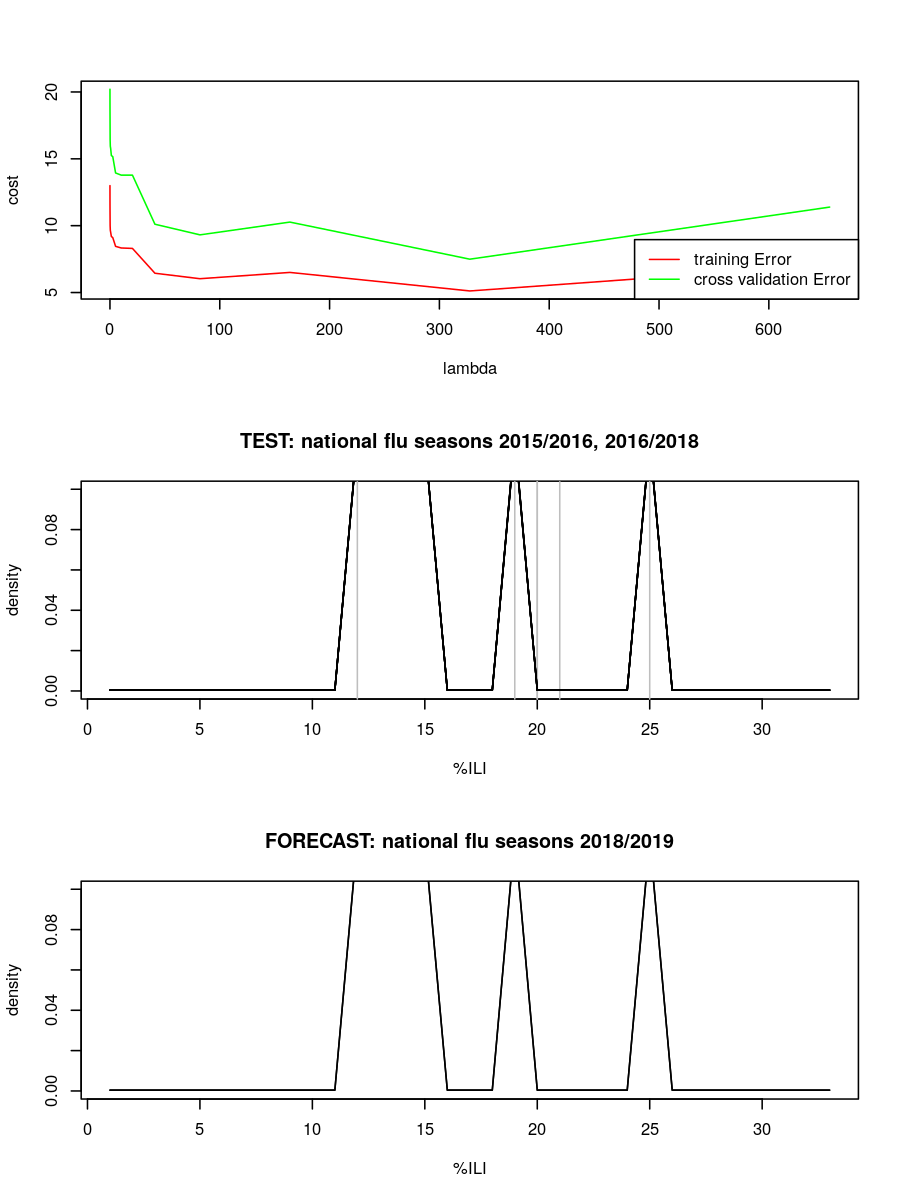 20
15
10
5
cost
training Error
cross validation Error
0 100 200 300 400 500 600
lambda
TEST: national flu seasons 2015/2016, 2016/2018
0.08
0.04
0.00
density
0 5 10 15 20 25 30
%ILI
FORECAST: national flu seasons 2018/2019
0.08
0.04
0.00
density
0 5 10 15 20 25 30
%ILI